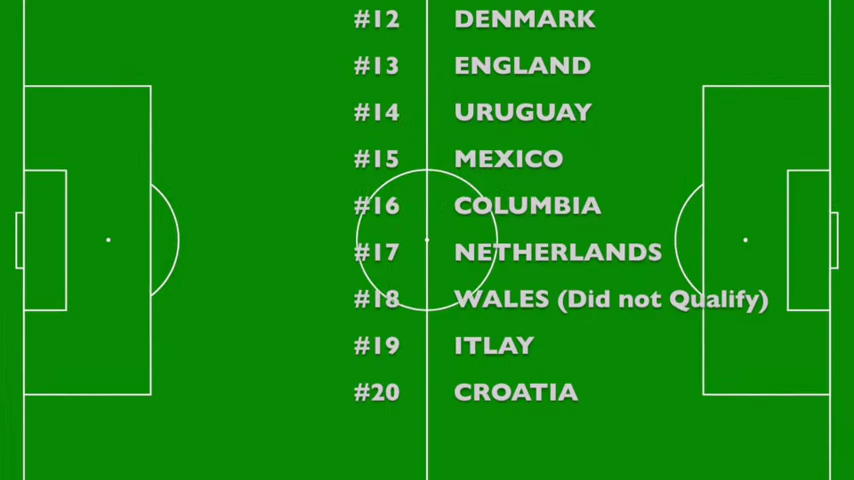 #12 DENMARK
#13 ENGLAND
#14 URUGUAY
#15 MEXICO
#16 COLUMBIA
#17 NETHERLANDS
#18 WALES (Did not Qualify)
#19 ITLAY
#20 CROATIA